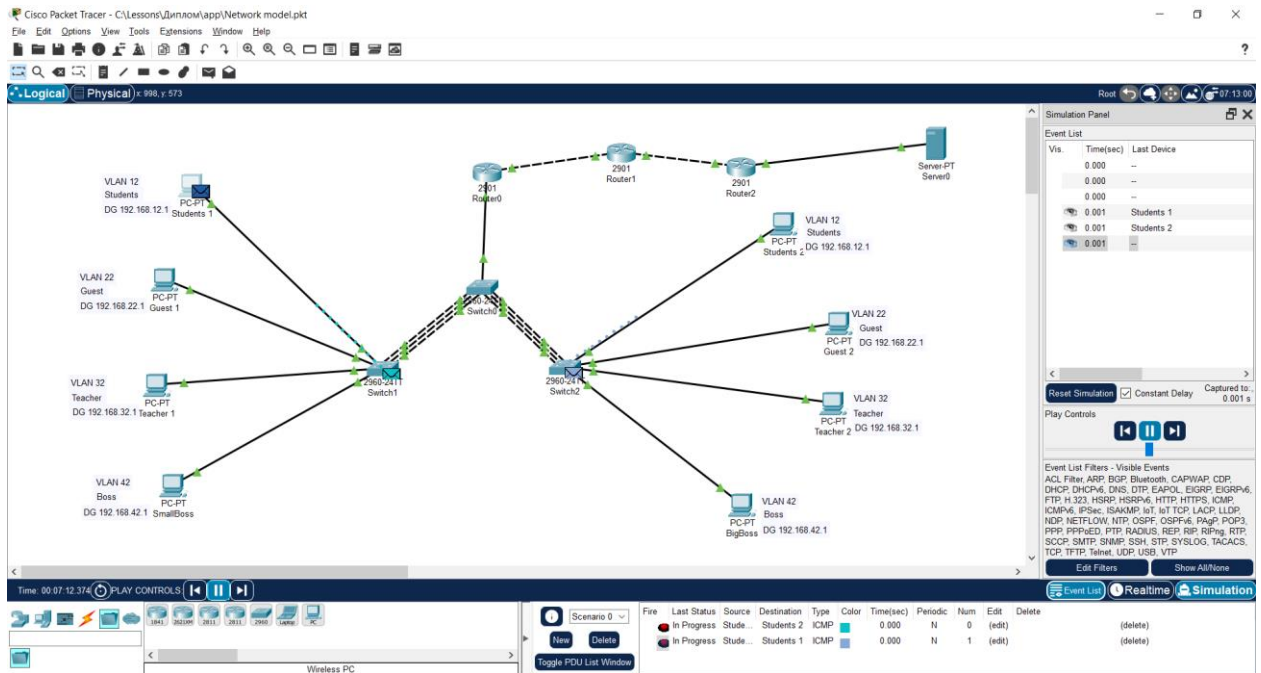 Cisco Packet Tracer - C:\Lessons\Диплом\app\Network model.pkt
File Edit Options View Tools Extensions Window Help
?
Logical Physical x: 998, y: 573
Root 07:13:00
Simulation Panel
Event List
Vis. Time(sec) Last Device
0.000 --
0.000 --
0.000 --
0.001 Students 1
0.001 Students 2
0.001 --
Reset Simulation Constant Delay Captured to:
0.001 s
Play Controls
Event List Filters - Visible Events
ACL Filter, ARP, BGP, Bluetooth, CAPWAP, CDP,
DHCP, DHCPv6, DNS, DTP, EAPOL, EIGRP, EIGRPv6,
FTP, H.323, HSRP, HSRPv6, HTTP, HTTPS, ICMP,
ICMPv6, IPSec, ISAKMP, IoT, IoT TCP, LACP, LLDP,
NDP, NETFLOW, NTP, OSPF, OSPFv6, PAgP, POP3,
PPP, PPPoED, PTP, RADIUS, REP, RIP, RIPng, RTP,
SCCP, SMTP, SNMP, SSH, STP, SYSLOG, TACACS,
TCP, TFTP, Telnet, UDP, USB, VTP
Edit Filters Show All/None
VLAN 12
Students
DG 192.168.12.1
PC-PT
Students 1
VLAN 22
Guest
DG 192.168.22.1
PC-PT
Guest 1
VLAN 32
Teacher
DG 192.168.32.1
PC-PT
Teacher 1
VLAN 42
Boss
DG 192.168.42.1
PC-PT
SmallBoss
2901
Router0
2901
Router1
2901
Router2
Server-PT
Server0
Switch0
2960-24TT
Switch1
2960-24TT
Switch2
VLAN 12
Students
DG 192.168.12.1
PC-PT
Students 2
VLAN 22
Guest
DG 192.168.22.1
PC-PT
Guest 2
VLAN 32
Teacher
DG 192.168.32.1
PC-PT
Teacher 2
VLAN 42
Boss
DG 192.168.42.1
PC-PT
BigBoss
Time: 00:07:12.374 PLAY CONTROLS:
Event List Realtime Simulation
1841 2621XM 2811 2811 2960 Laptop PC
Wireless PC
Scenario 0
New Delete
Toggle PDU List Window
Fire Last Status Source Destination Type Color Time(sec) Periodic Num Edit Delete
In Progress Stude... Students 2 ICMP 0.000 N 0 (edit) (delete)
In Progress Stude... Students 1 ICMP 0.000 N 1 (edit) (delete)